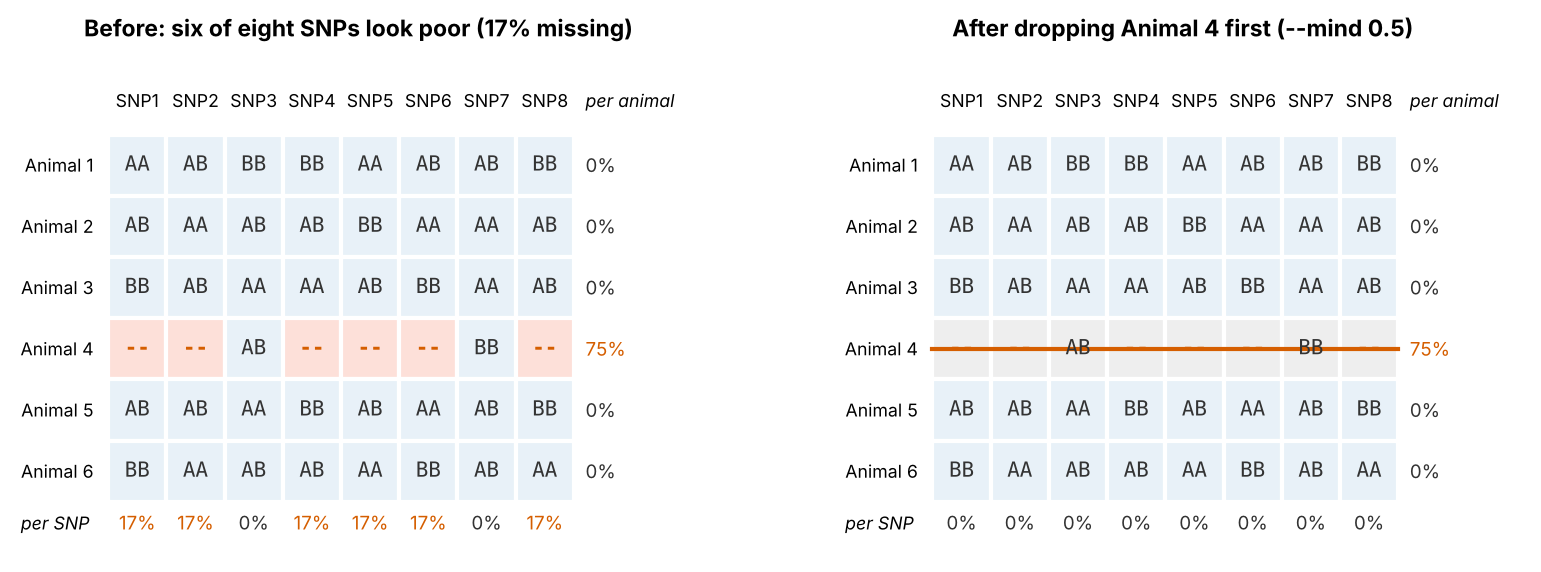 Before: six of eight SNPs look poor (17% missing)
SNP1 SNP2 SNP3 SNP4 SNP5 SNP6 SNP7 SNP8 per animal
Animal 1 AA AB BB BB AA AB AB BB 0%
Animal 2 AB AA AB AB BB AA AA AB 0%
Animal 3 BB AB AA AA AB BB AA AB 0%
Animal 4 -- -- AB -- -- -- BB -- 75%
Animal 5 AB AB AA BB AB AA AB BB 0%
Animal 6 BB AA AB AB AA BB AB AA 0%
per SNP 17% 17% 0% 17% 17% 17% 0% 17%
After dropping Animal 4 first (--mind 0.5)
SNP1 SNP2 SNP3 SNP4 SNP5 SNP6 SNP7 SNP8 per animal
Animal 1 AA AB BB BB AA AB AB BB 0%
Animal 2 AB AA AB AB BB AA AA AB 0%
Animal 3 BB AB AA AA AB BB AA AB 0%
Animal 4 -- -- AB -- -- -- BB -- 75%
Animal 5 AB AB AA BB AB AA AB BB 0%
Animal 6 BB AA AB AB AA BB AB AA 0%
per SNP 0% 0% 0% 0% 0% 0% 0% 0%